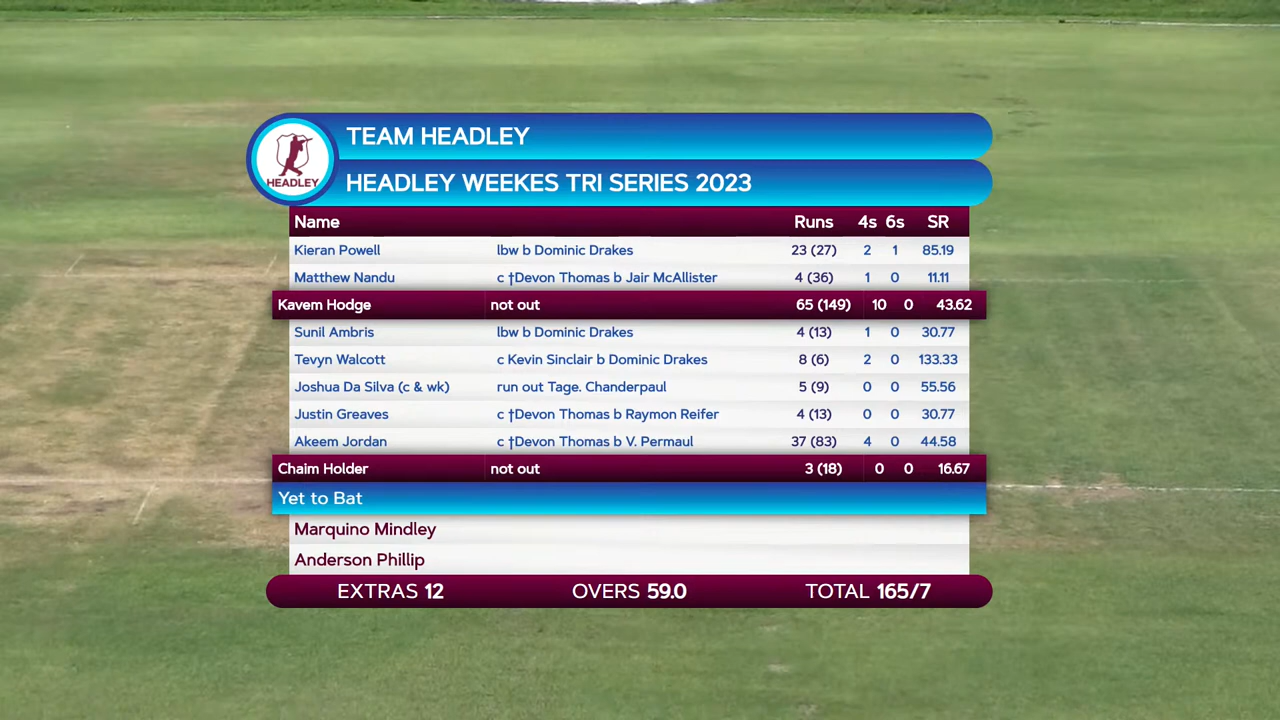 TEAM HEADLEY
HEADLEY
HEADLEY WEEKES TRI SERIES 2023
Name Runs 4s 6s SR
Kieran Powell lbw b Dominic Drakes 23 (27) 2 1 85.19
Matthew Nandu c †Devon Thomas b Jair McAllister 4 (36) 1 0 11.11
Kavem Hodge not out 65 (149) 10 0 43.62
Sunil Ambris lbw b Dominic Drakes 4 (13) 1 0 30.77
Tevyn Walcott c Kevin Sinclair b Dominic Drakes 8 (6) 2 0 133.33
Joshua Da Silva (c & wk) run out Tage. Chanderpaul 5 (9) 0 0 55.56
Justin Greaves c †Devon Thomas b Raymon Reifer 4 (13) 0 0 30.77
Akeem Jordan c †Devon Thomas b V. Permaul 37 (83) 4 0 44.58
Chaim Holder not out 3 (18) 0 0 16.67
Yet to Bat
Marquino Mindley
Anderson Phillip
EXTRAS 12 OVERS 59.0 TOTAL 165/7